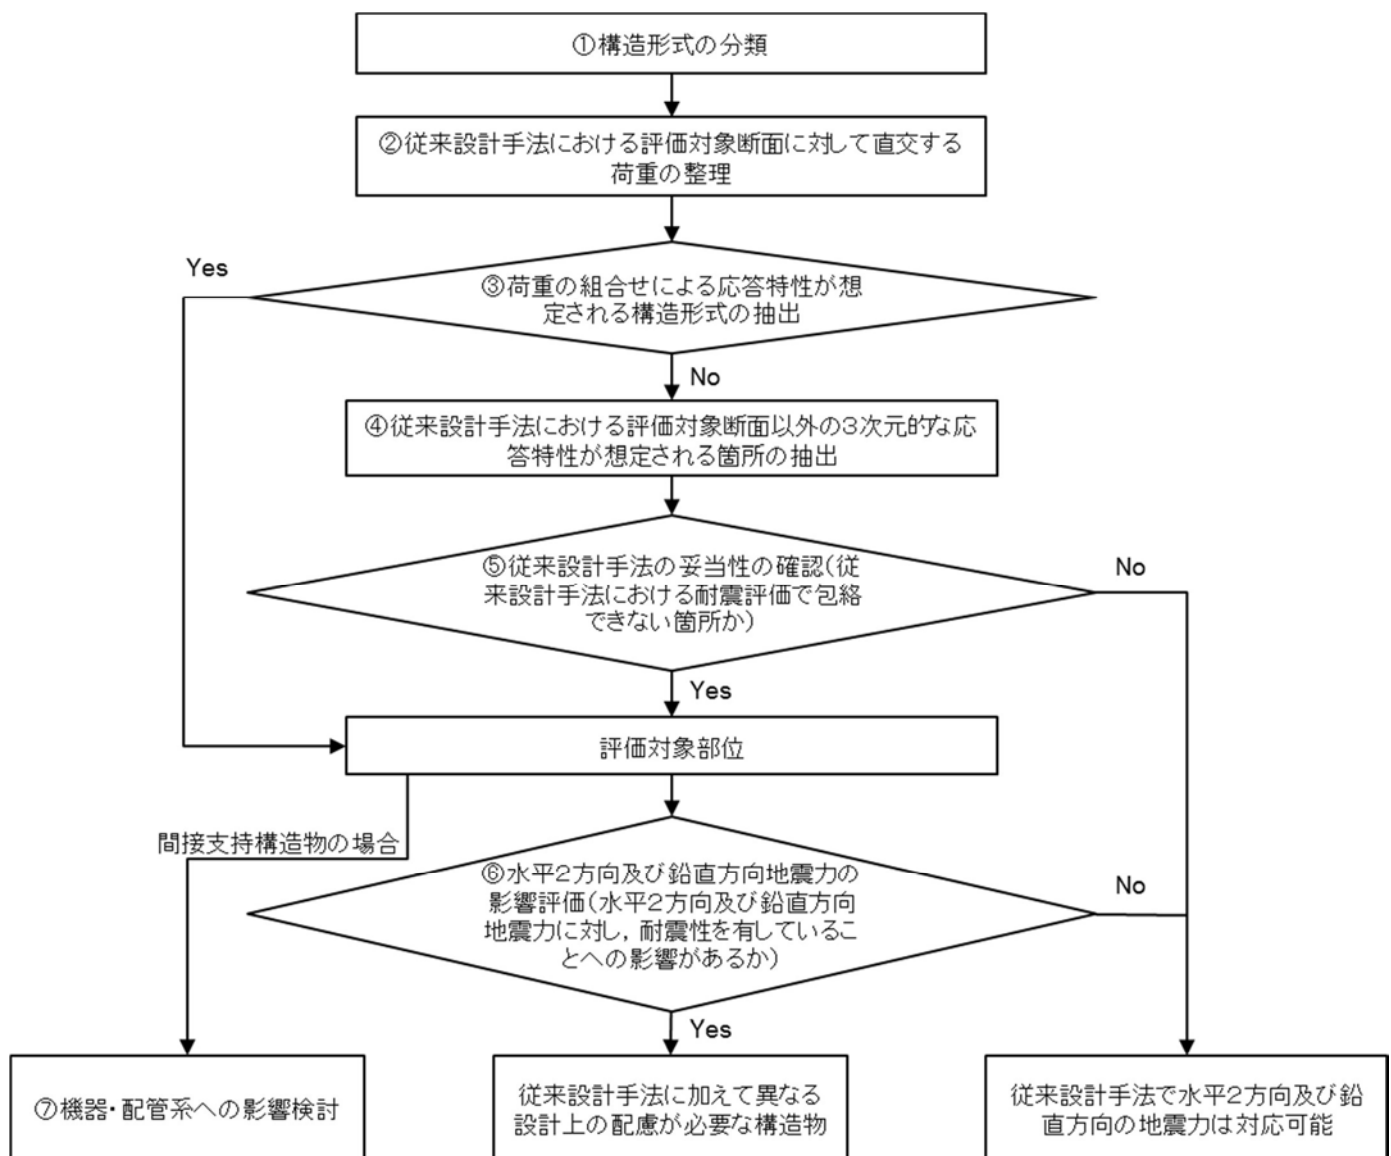 ①構造形式の分類
②従来設計手法における評価対象断面に対して直交する
荷重の整理
Yes
③荷重の組合せによる応答特性が想
定される構造形式の抽出
No
④従来設計手法における評価対象断面以外の3次元的な応
答特性が想定される箇所の抽出
⑤従来設計手法の妥当性の確認(従
来設計手法における耐震評価で包絡
できない箇所か)
No
Yes
評価対象部位
間接支持構造物の場合
⑥水平2方向及び鉛直方向地震力の
影響評価(水平2方向及び鉛直方向
地震力に対し,耐震性を有しているこ
とへの影響があるか)
No
Yes
⑦機器・配管系への影響検討
従来設計手法に加えて異なる
設計上の配慮が必要な構造物
従来設計手法で水平2方向及び鉛
直方向の地震力は対応可能